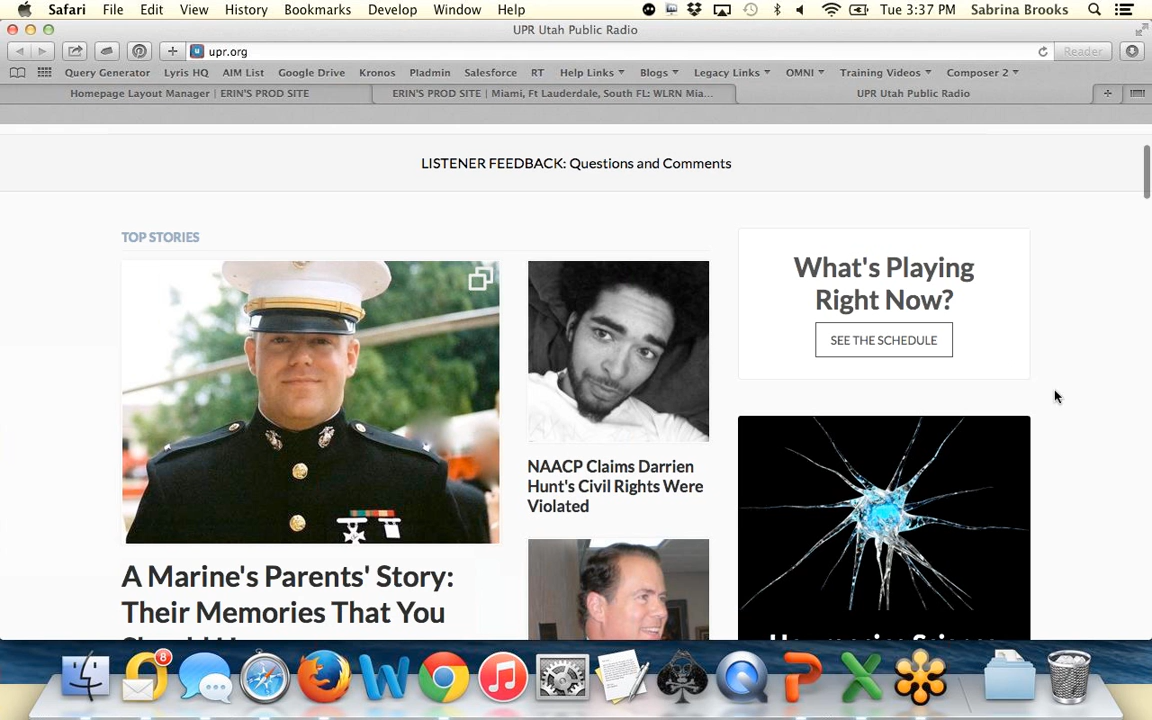 Safari File Edit View History Bookmarks Develop Window Help Tue 3:37 PM Sabrina Brooks
UPR Utah Public Radio
upr.org
Reader
Query Generator Lyris HQ AIM List Google Drive Kronos Pladmin Salesforce RT Help Links Blogs Legacy Links OMNI Training Videos Composer 2
Homepage Layout Manager | ERIN'S PROD SITE
ERIN'S PROD SITE | Miami, Ft Lauderdale, South FL: WLRN Mia...
UPR Utah Public Radio
LISTENER FEEDBACK: Questions and Comments
TOP STORIES
A Marine's Parents' Story:
Their Memories That You
NAACP Claims Darrien
Hunt's Civil Rights Were
Violated
What's Playing
Right Now?
SEE THE SCHEDULE
8